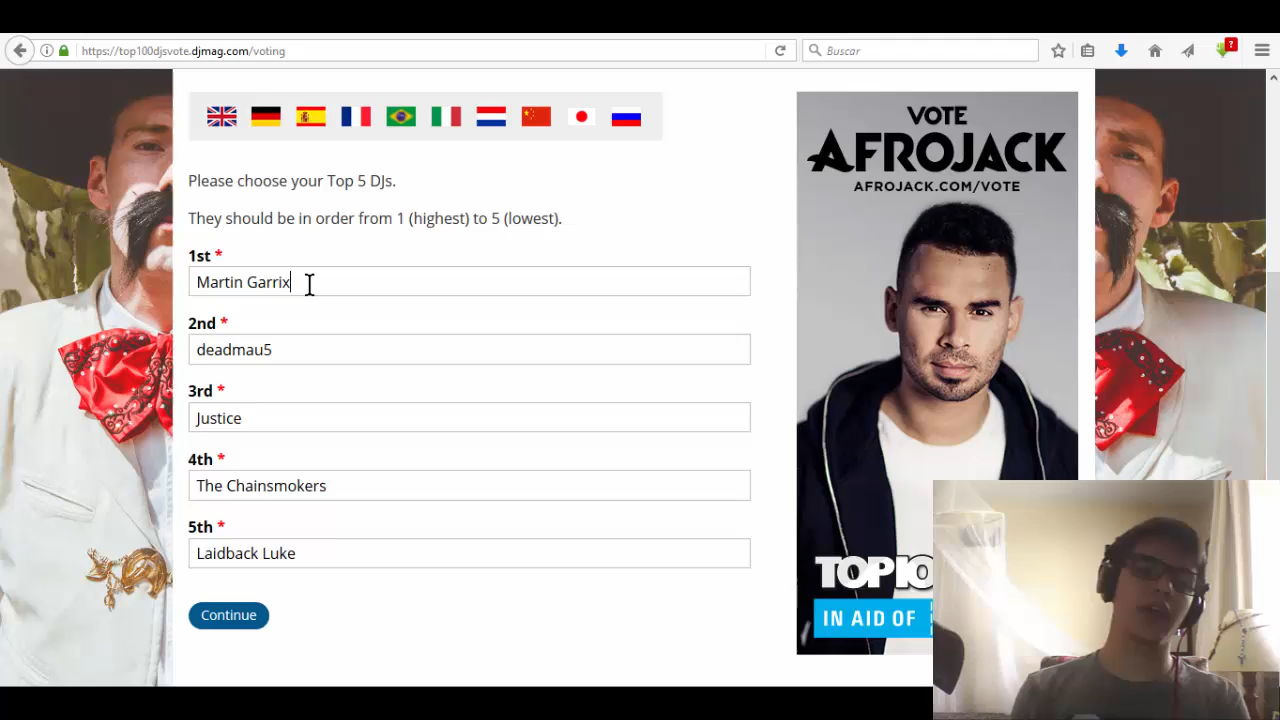 https://top100djsvote.djmag.com/voting
Buscar
?
Please choose your Top 5 DJs.
They should be in order from 1 (highest) to 5 (lowest).
1st *
Martin Garrix
2nd *
deadmau5
3rd *
Justice
4th *
The Chainsmokers
5th *
Laidback Luke
Continue
VOTE
AFROJACK
AFROJACK.COM/VOTE
TOP10
IN AID OF